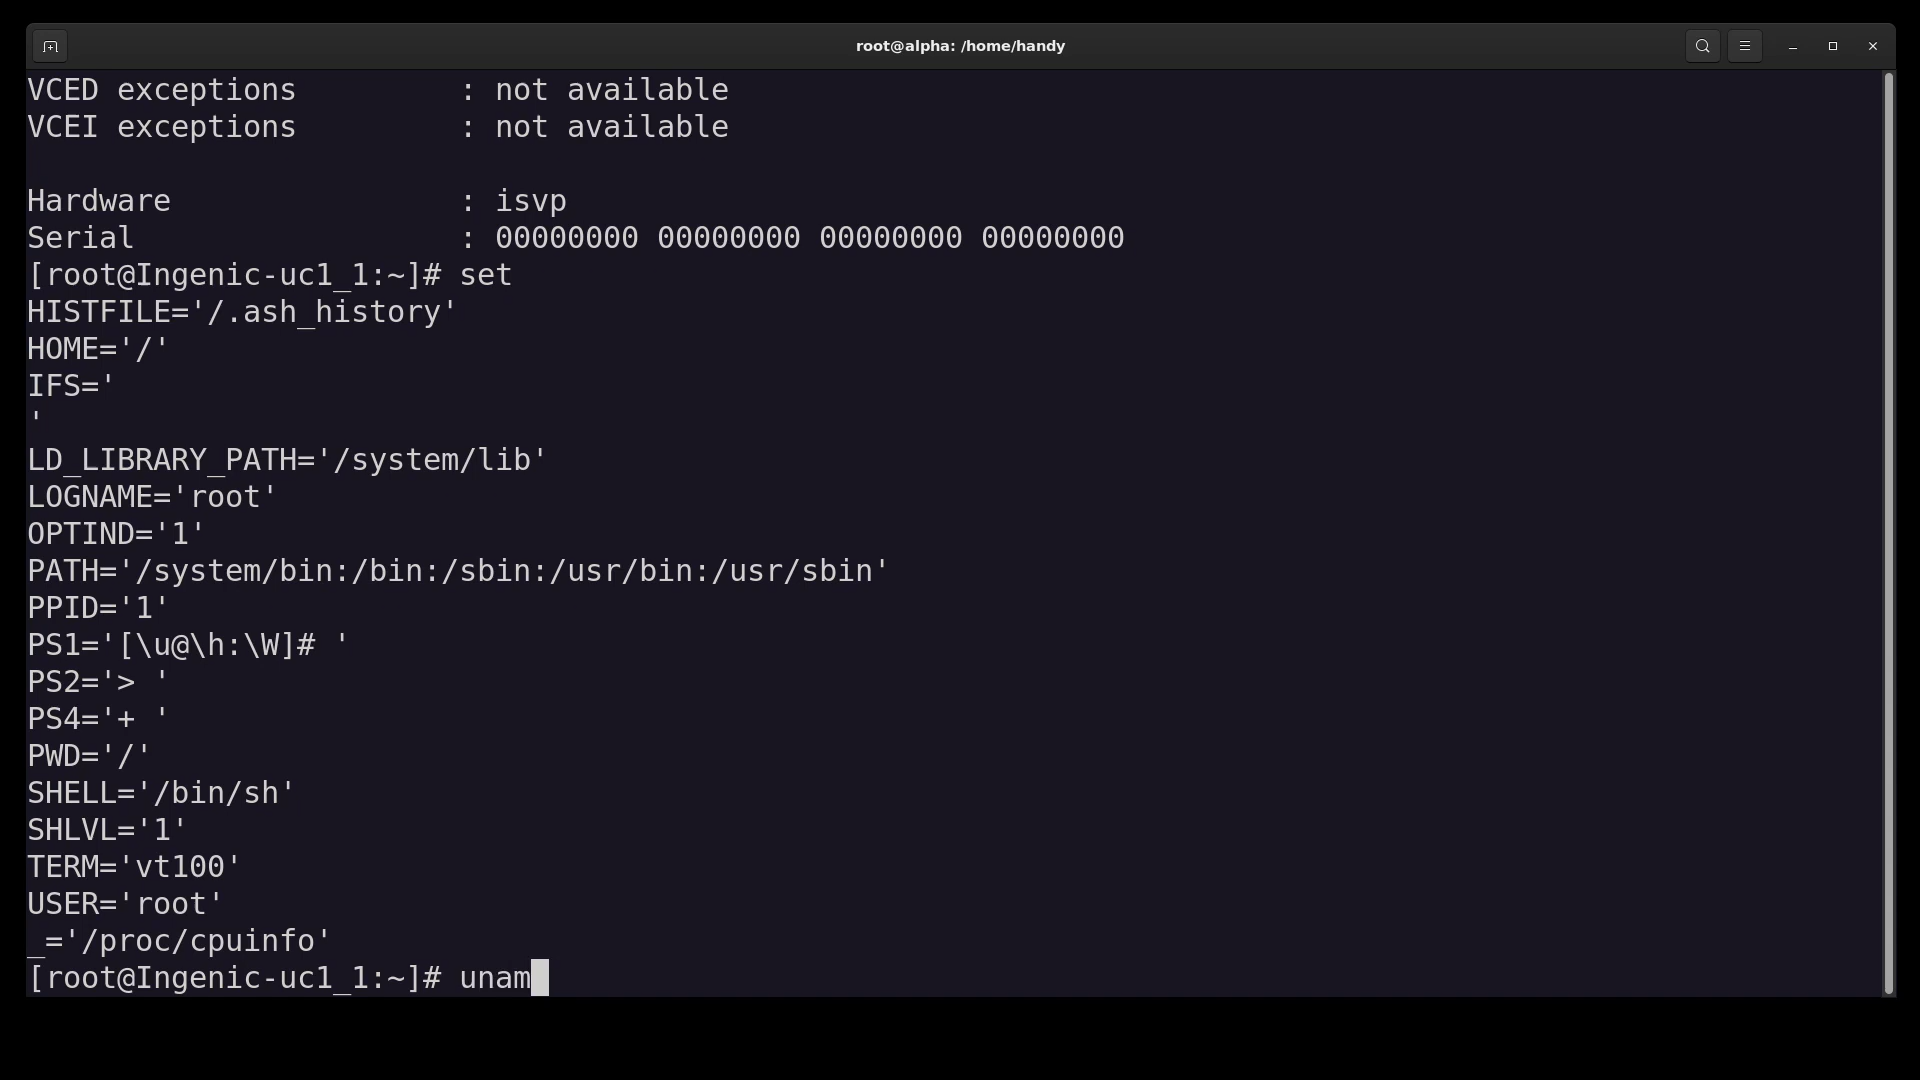 root@alpha: /home/handy
VCED exceptions         : not available
VCEI exceptions         : not available
Hardware                : isvp
Serial                  : 00000000 00000000 00000000 00000000
[root@Ingenic-uc1_1:~]# set
HISTFILE='/.ash_history'
HOME='/'
IFS='
'
LD_LIBRARY_PATH='/system/lib'
LOGNAME='root'
OPTIND='1'
PATH='/system/bin:/bin:/sbin:/usr/bin:/usr/sbin'
PPID='1'
PS1='[\u@\h:\W]# '
PS2='> '
PS4='+ '
PWD='/'
SHELL='/bin/sh'
SHLVL='1'
TERM='vt100'
USER='root'
_='/proc/cpuinfo'
[root@Ingenic-uc1_1:~]# unam